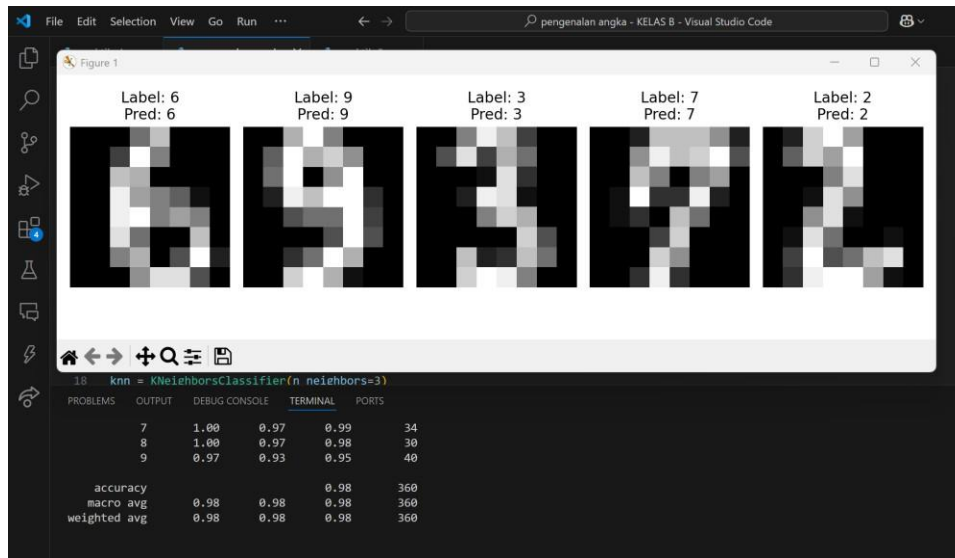 File Edit Selection View Go Run ··· pengenalan angka - KELAS B - Visual Studio Code
Figure 1
Label: 6 Label: 9 Label: 3 Label: 7 Label: 2
Pred: 6 Pred: 9 Pred: 3 Pred: 7 Pred: 2
4
18 knn = KNeighborsClassifier(n_neighbors=3)
PROBLEMS OUTPUT DEBUG CONSOLE TERMINAL PORTS
7 1.00 0.97 0.99 34
8 1.00 0.97 0.98 30
9 0.97 0.93 0.95 40
accuracy 0.98 360
macro avg 0.98 0.98 0.98 360
weighted avg 0.98 0.98 0.98 360